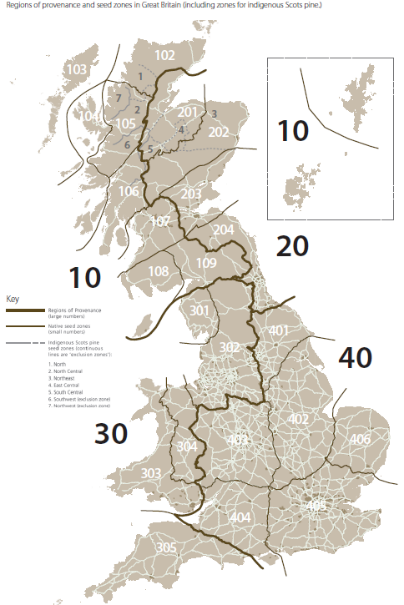 Regions of provenance and seed zones in Great Britain (including zones for indigenous Scots pine.)
102
103
1
7
2
104
105
201
3
4
202
10
6
5
106
203
107
204
20
10
108
109
Key
Regions of Provenance
(large numbers)
Native seed zones
(small numbers)
Indigenous Scots pine
seed zones (continuous
lines are 'exclusion zones'):
1. North
2. North Central
3. Northeast
4. East Central
5. South Central
6. Southwest (exclusion zone)
7. Northwest (exclusion zone)
301
401
302
40
30
402
403
406
304
303
405
404
305